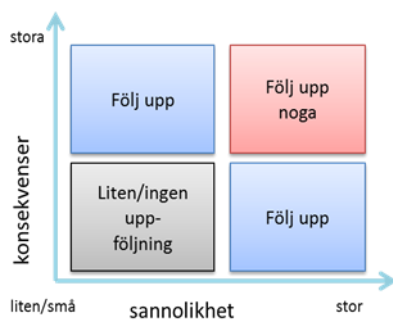 stora
Följ upp
Följ upp
noga
konsekvenser
Liten/ingen
upp-
följning
Följ upp
liten/små
sannolikhet
stor